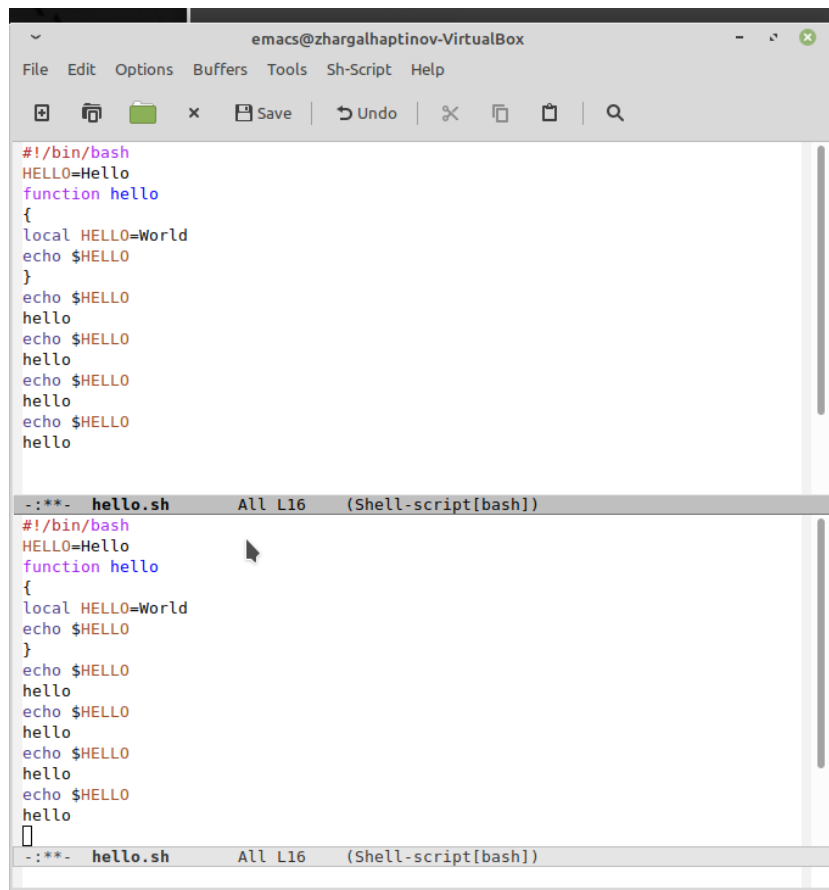 emacs@zhargalhaptinov-VirtualBox
File Edit Options Buffers Tools Sh-Script Help
Save Undo
#!/bin/bash
HELLO=Hello
function hello
{
local HELLO=World
echo $HELLO
}
echo $HELLO
hello
echo $HELLO
hello
echo $HELLO
hello
echo $HELLO
hello
-:**- hello.sh All L16 (Shell-script[bash])
#!/bin/bash
HELLO=Hello
function hello
{
local HELLO=World
echo $HELLO
}
echo $HELLO
hello
echo $HELLO
hello
echo $HELLO
hello
echo $HELLO
hello
-:**- hello.sh All L16 (Shell-script[bash])